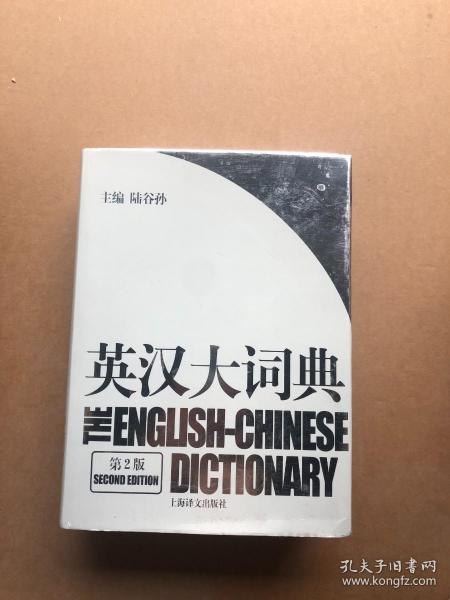 主编 陆谷孙
英汉大词典
THE ENGLISH-CHINESE
DICTIONARY
第2版
SECOND EDITION
上海译文出版社
孔夫子旧书网
www.kongfz.com